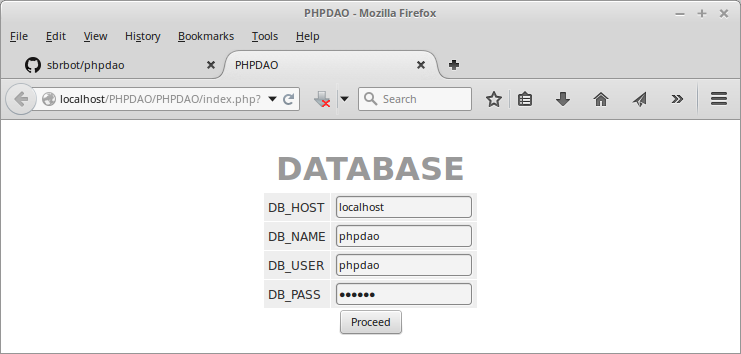 PHPDAO - Mozilla Firefox
File Edit View History Bookmarks Tools Help
sbrbot/phpdao PHPDAO
localhost/PHPDAO/PHPDAO/index.php? Search
DATABASE
DB_HOST localhost
DB_NAME phpdao
DB_USER phpdao
DB_PASS ●●●●●●
Proceed